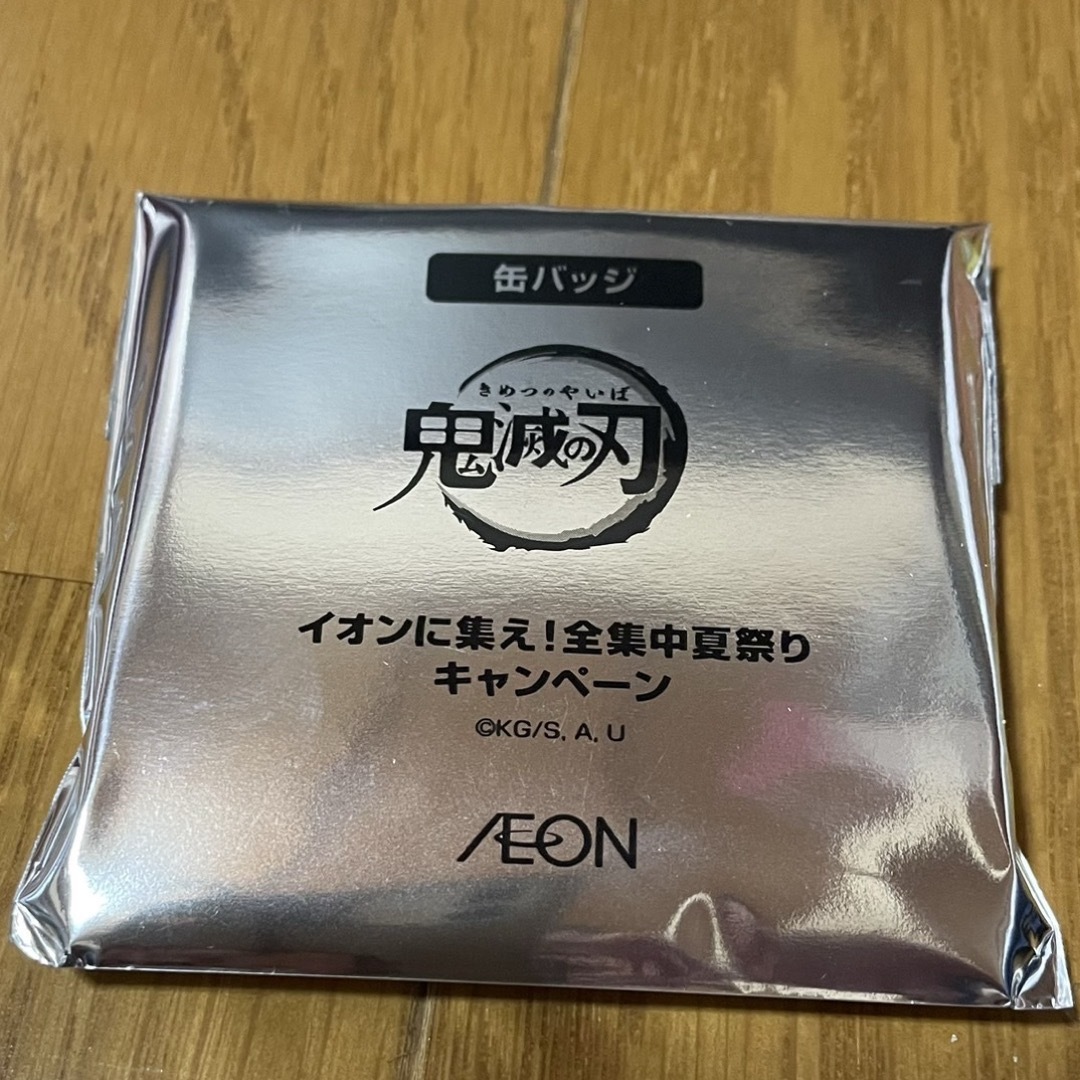 缶バッジ
きめつのやいば
鬼滅の刃
イオンに集え!全集中夏祭り
キャンペーン
©KG/S, A, U
ÆON